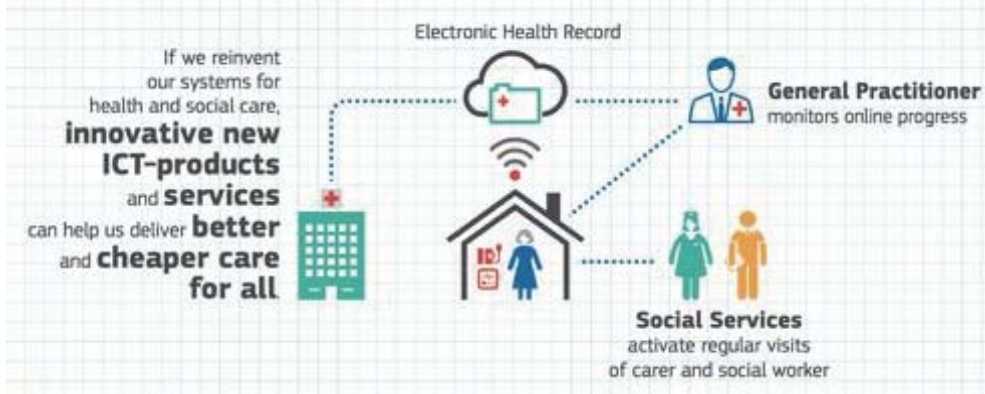 If we reinvent
our systems for
health and social care,
innovative new
ICT-products
and services
can help us deliver better
and cheaper care
for all
Electronic Health Record
General Practitioner
monitors online progress
Social Services
activate regular visits
of carer and social worker